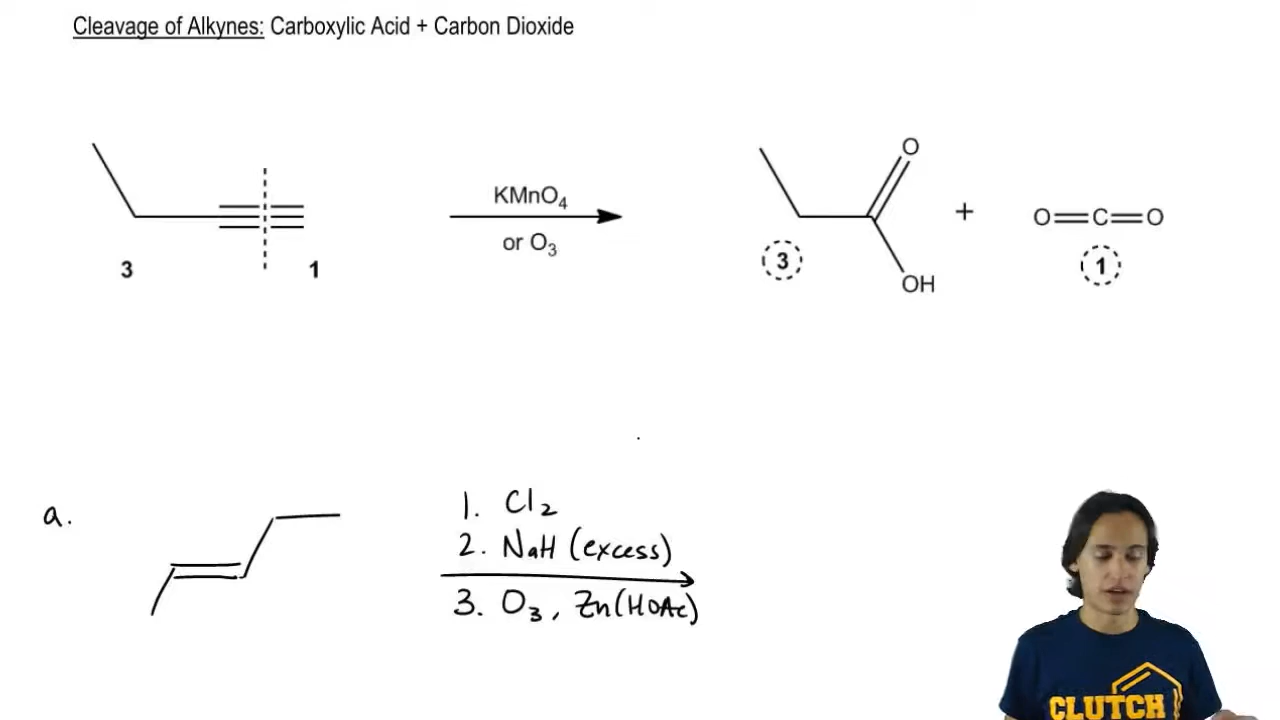 Cleavage of Alkynes: Carboxylic Acid + Carbon Dioxide
KMnO₄
or O₃
3
1
O
OH
3
+
O=C=O
1
a.
1. Cl₂
2. NaH (excess)
3. O₃, Zn(HOAc)
CLUTCH